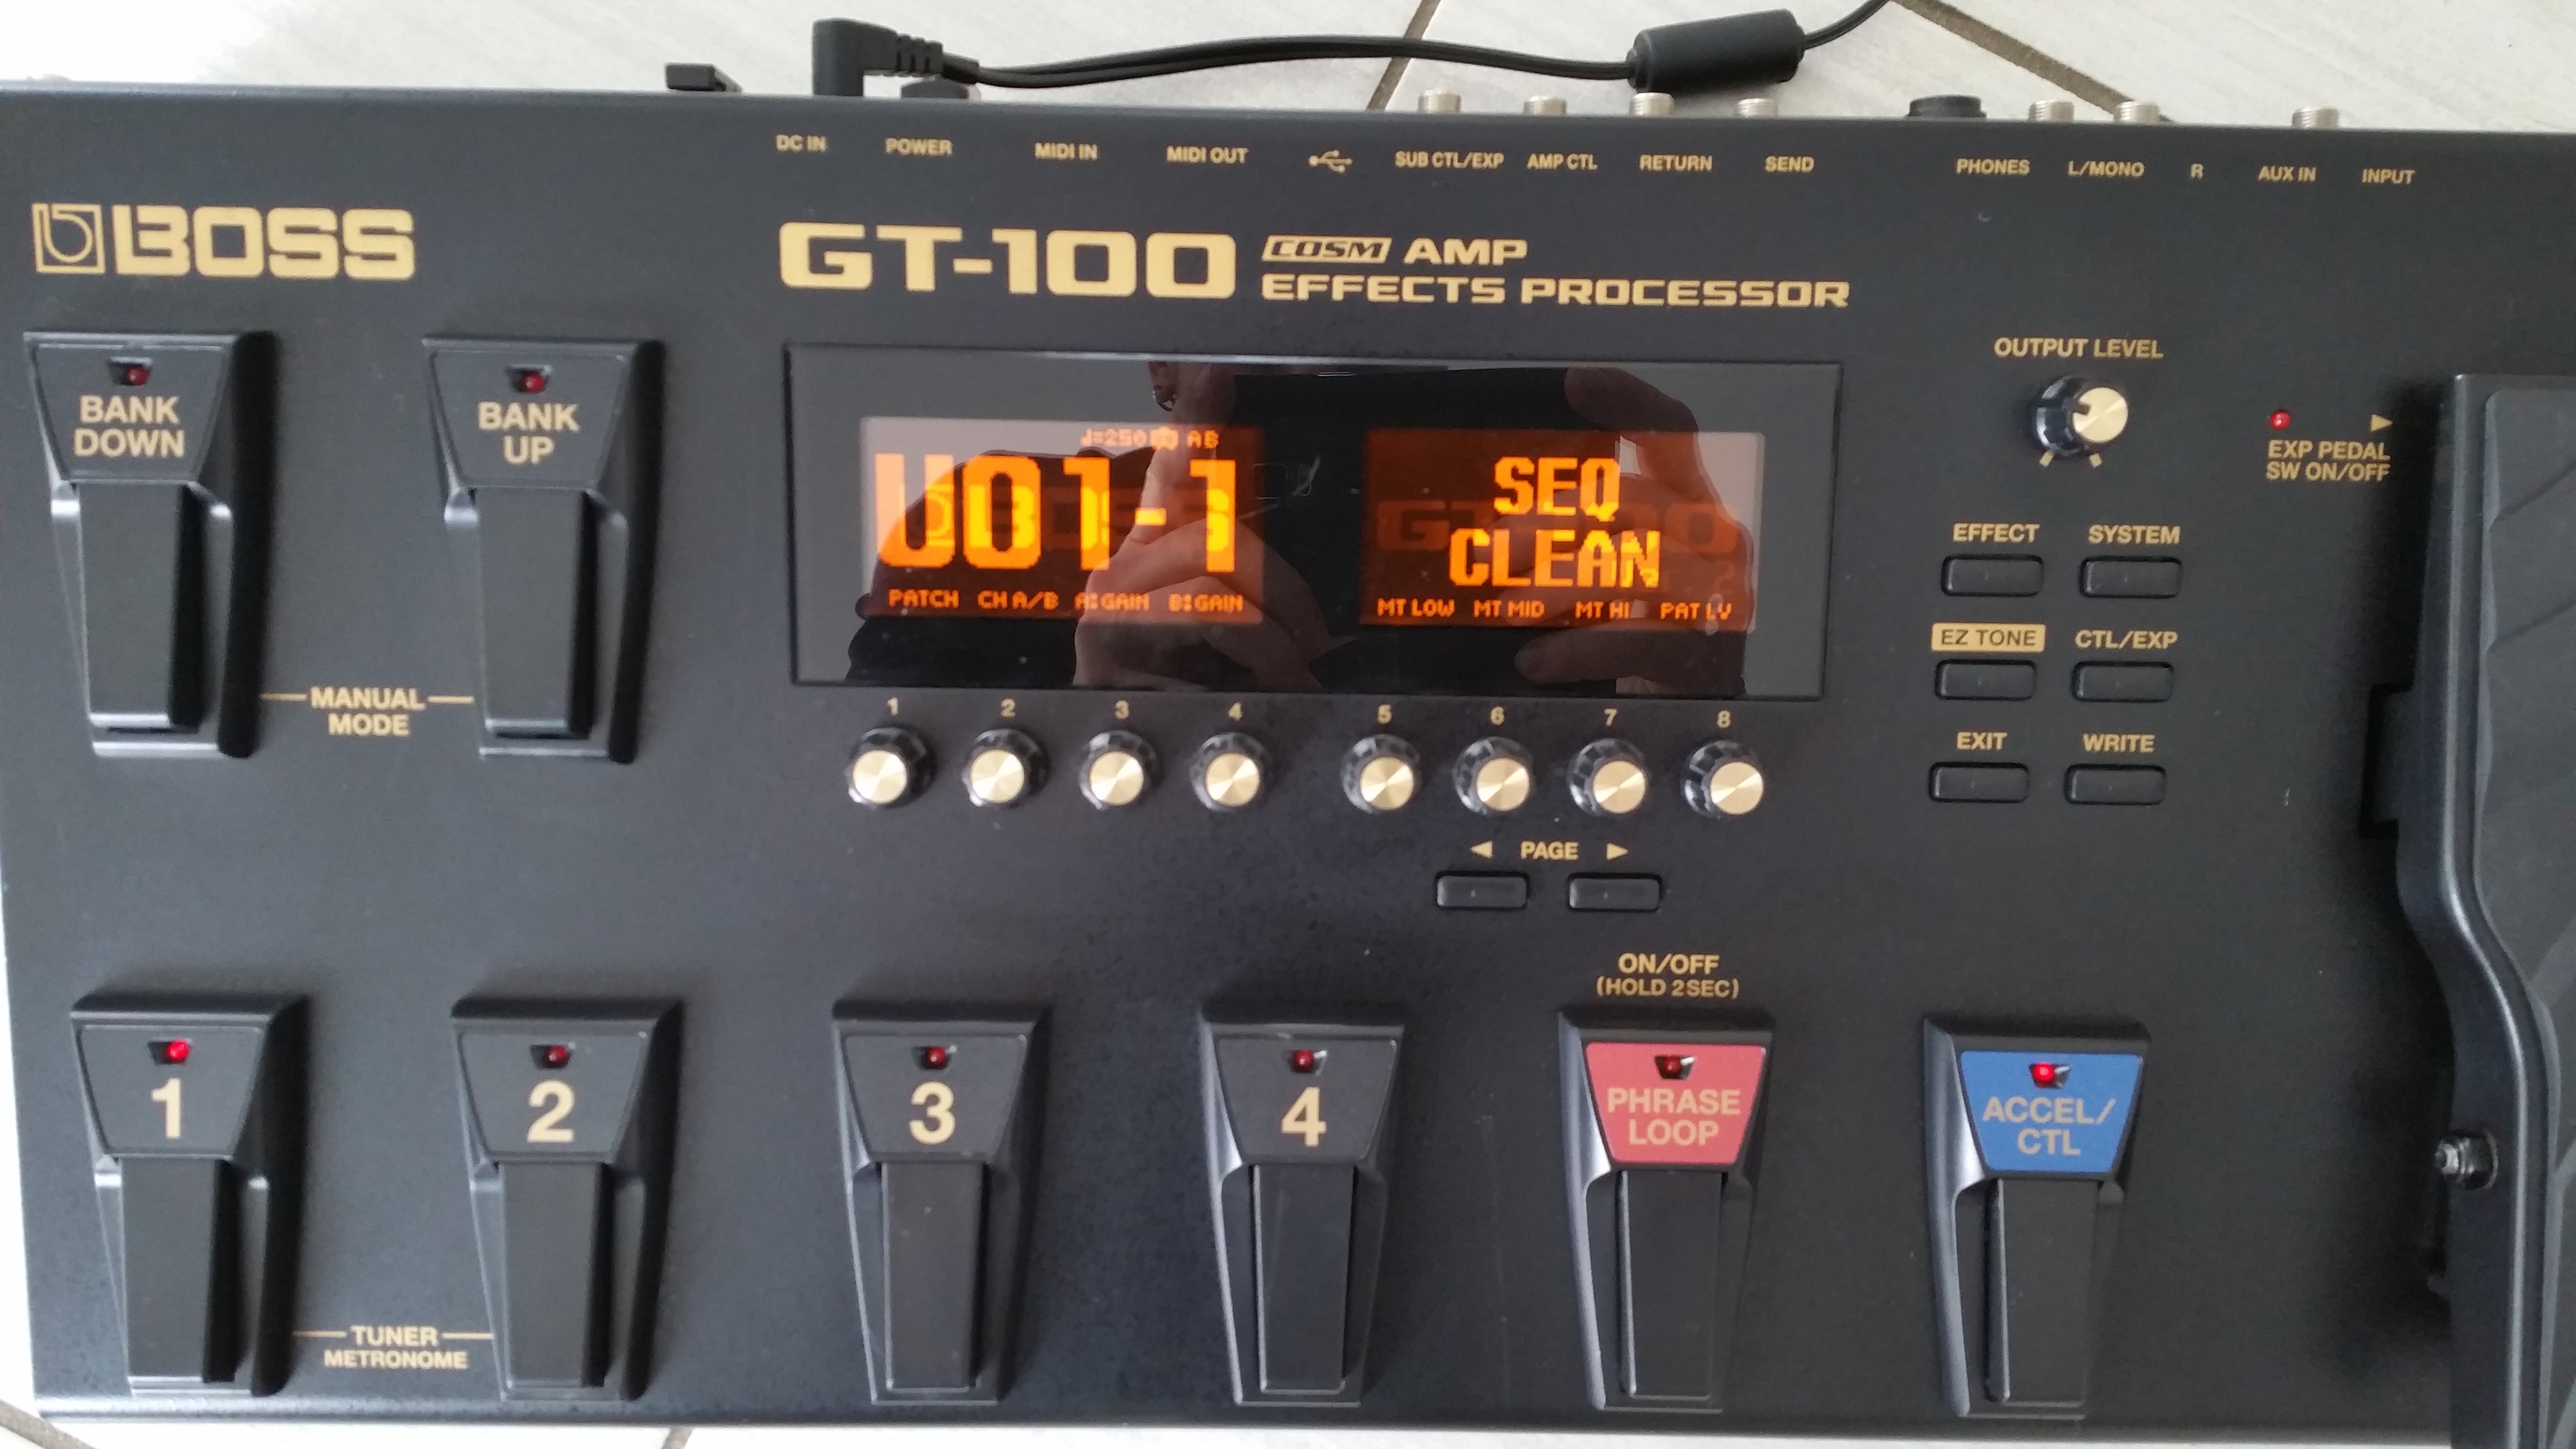 DC IN POWER MIDI IN MIDI OUT SUB CTL/EXP AMP CTL RETURN SEND PHONES L/MONO R AUX IN INPUT
BOSS
GT-100 COSM AMP
EFFECTS PROCESSOR
BANK
DOWN
BANK
UP
MANUAL
MODE
♩=250 AB
U01-1
PATCH CH A/B A:GAIN B:GAIN
SEQ
CLEAN
MT LOW MT MID MT HI PAT LV
1 2 3 4 5 6 7 8
◀ PAGE ▶
OUTPUT LEVEL
EXP PEDAL
SW ON/OFF
EFFECT SYSTEM
EZ TONE CTL/EXP
EXIT WRITE
ON/OFF
(HOLD 2SEC)
1
2
3
4
PHRASE
LOOP
ACCEL/
CTL
TUNER
METRONOME